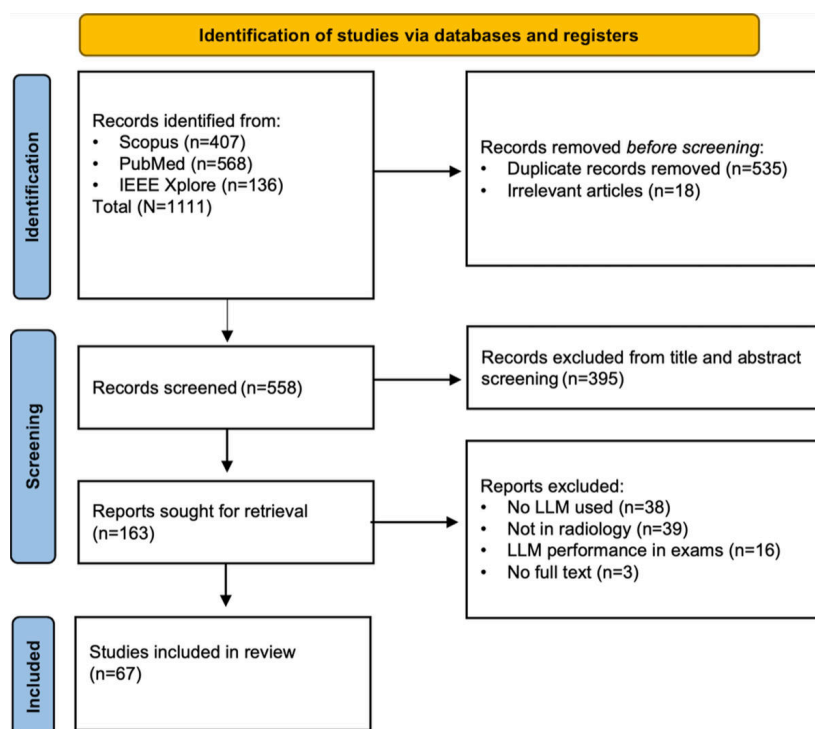 Identification of studies via databases and registers
Identification
Records identified from:
• Scopus (n=407)
• PubMed (n=568)
• IEEE Xplore (n=136)
Total (N=1111)
Records removed before screening:
• Duplicate records removed (n=535)
• Irrelevant articles (n=18)
Screening
Records screened (n=558)
Records excluded from title and abstract
screening (n=395)
Reports sought for retrieval
(n=163)
Reports excluded:
• No LLM used (n=38)
• Not in radiology (n=39)
• LLM performance in exams (n=16)
• No full text (n=3)
Included
Studies included in review
(n=67)